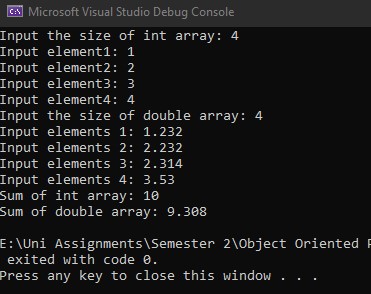 Microsoft Visual Studio Debug Console
Input the size of int array: 4
Input element1: 1
Input element2: 2
Input element3: 3
Input element4: 4
Input the size of double array: 4
Input elements 1: 1.232
Input elements 2: 2.232
Input elements 3: 2.314
Input elements 4: 3.53
Sum of int array: 10
Sum of double array: 9.308
E:\Uni Assignments\Semester 2\Object Oriented P
exited with code 0.
Press any key to close this window . . .